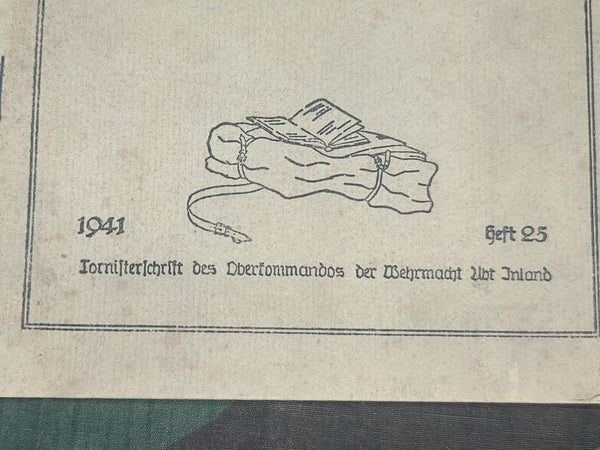 1941 Heft 25
Tornisterschrift des Oberkommandos der Wehrmacht Abt Inland